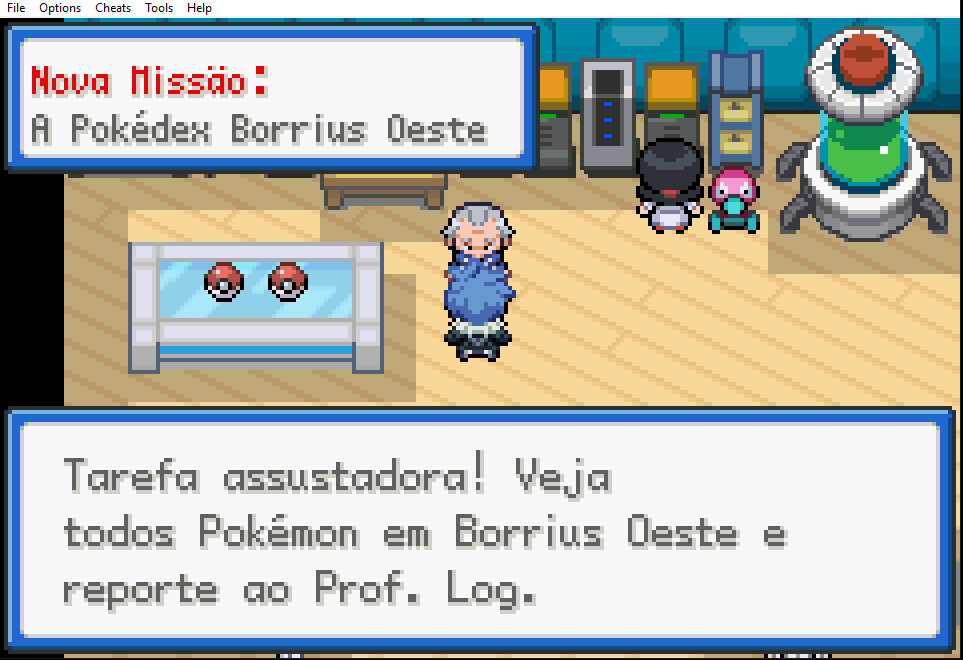 File Options Cheats Tools Help
Nova Missão:
A Pokédex Borrius Oeste
Tarefa assustadora! Veja
todos Pokémon em Borrius Oeste e
reporte ao Prof. Log.